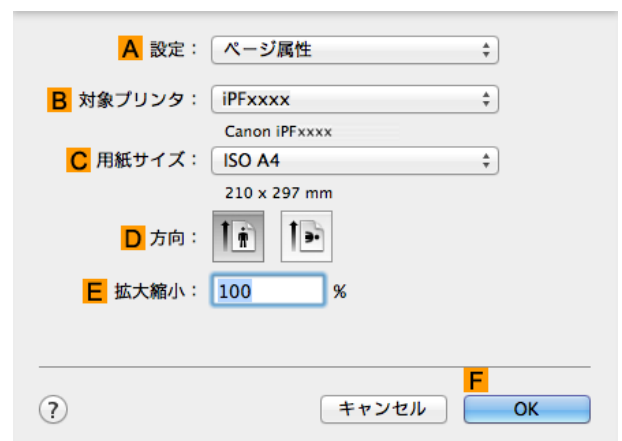 A 設定： ページ属性
B 対象プリンタ： iPFxxxx
Canon iPFxxxx
C 用紙サイズ： ISO A4
210 x 297 mm
D 方向：
E 拡大縮小： 100 %
F
? キャンセル OK